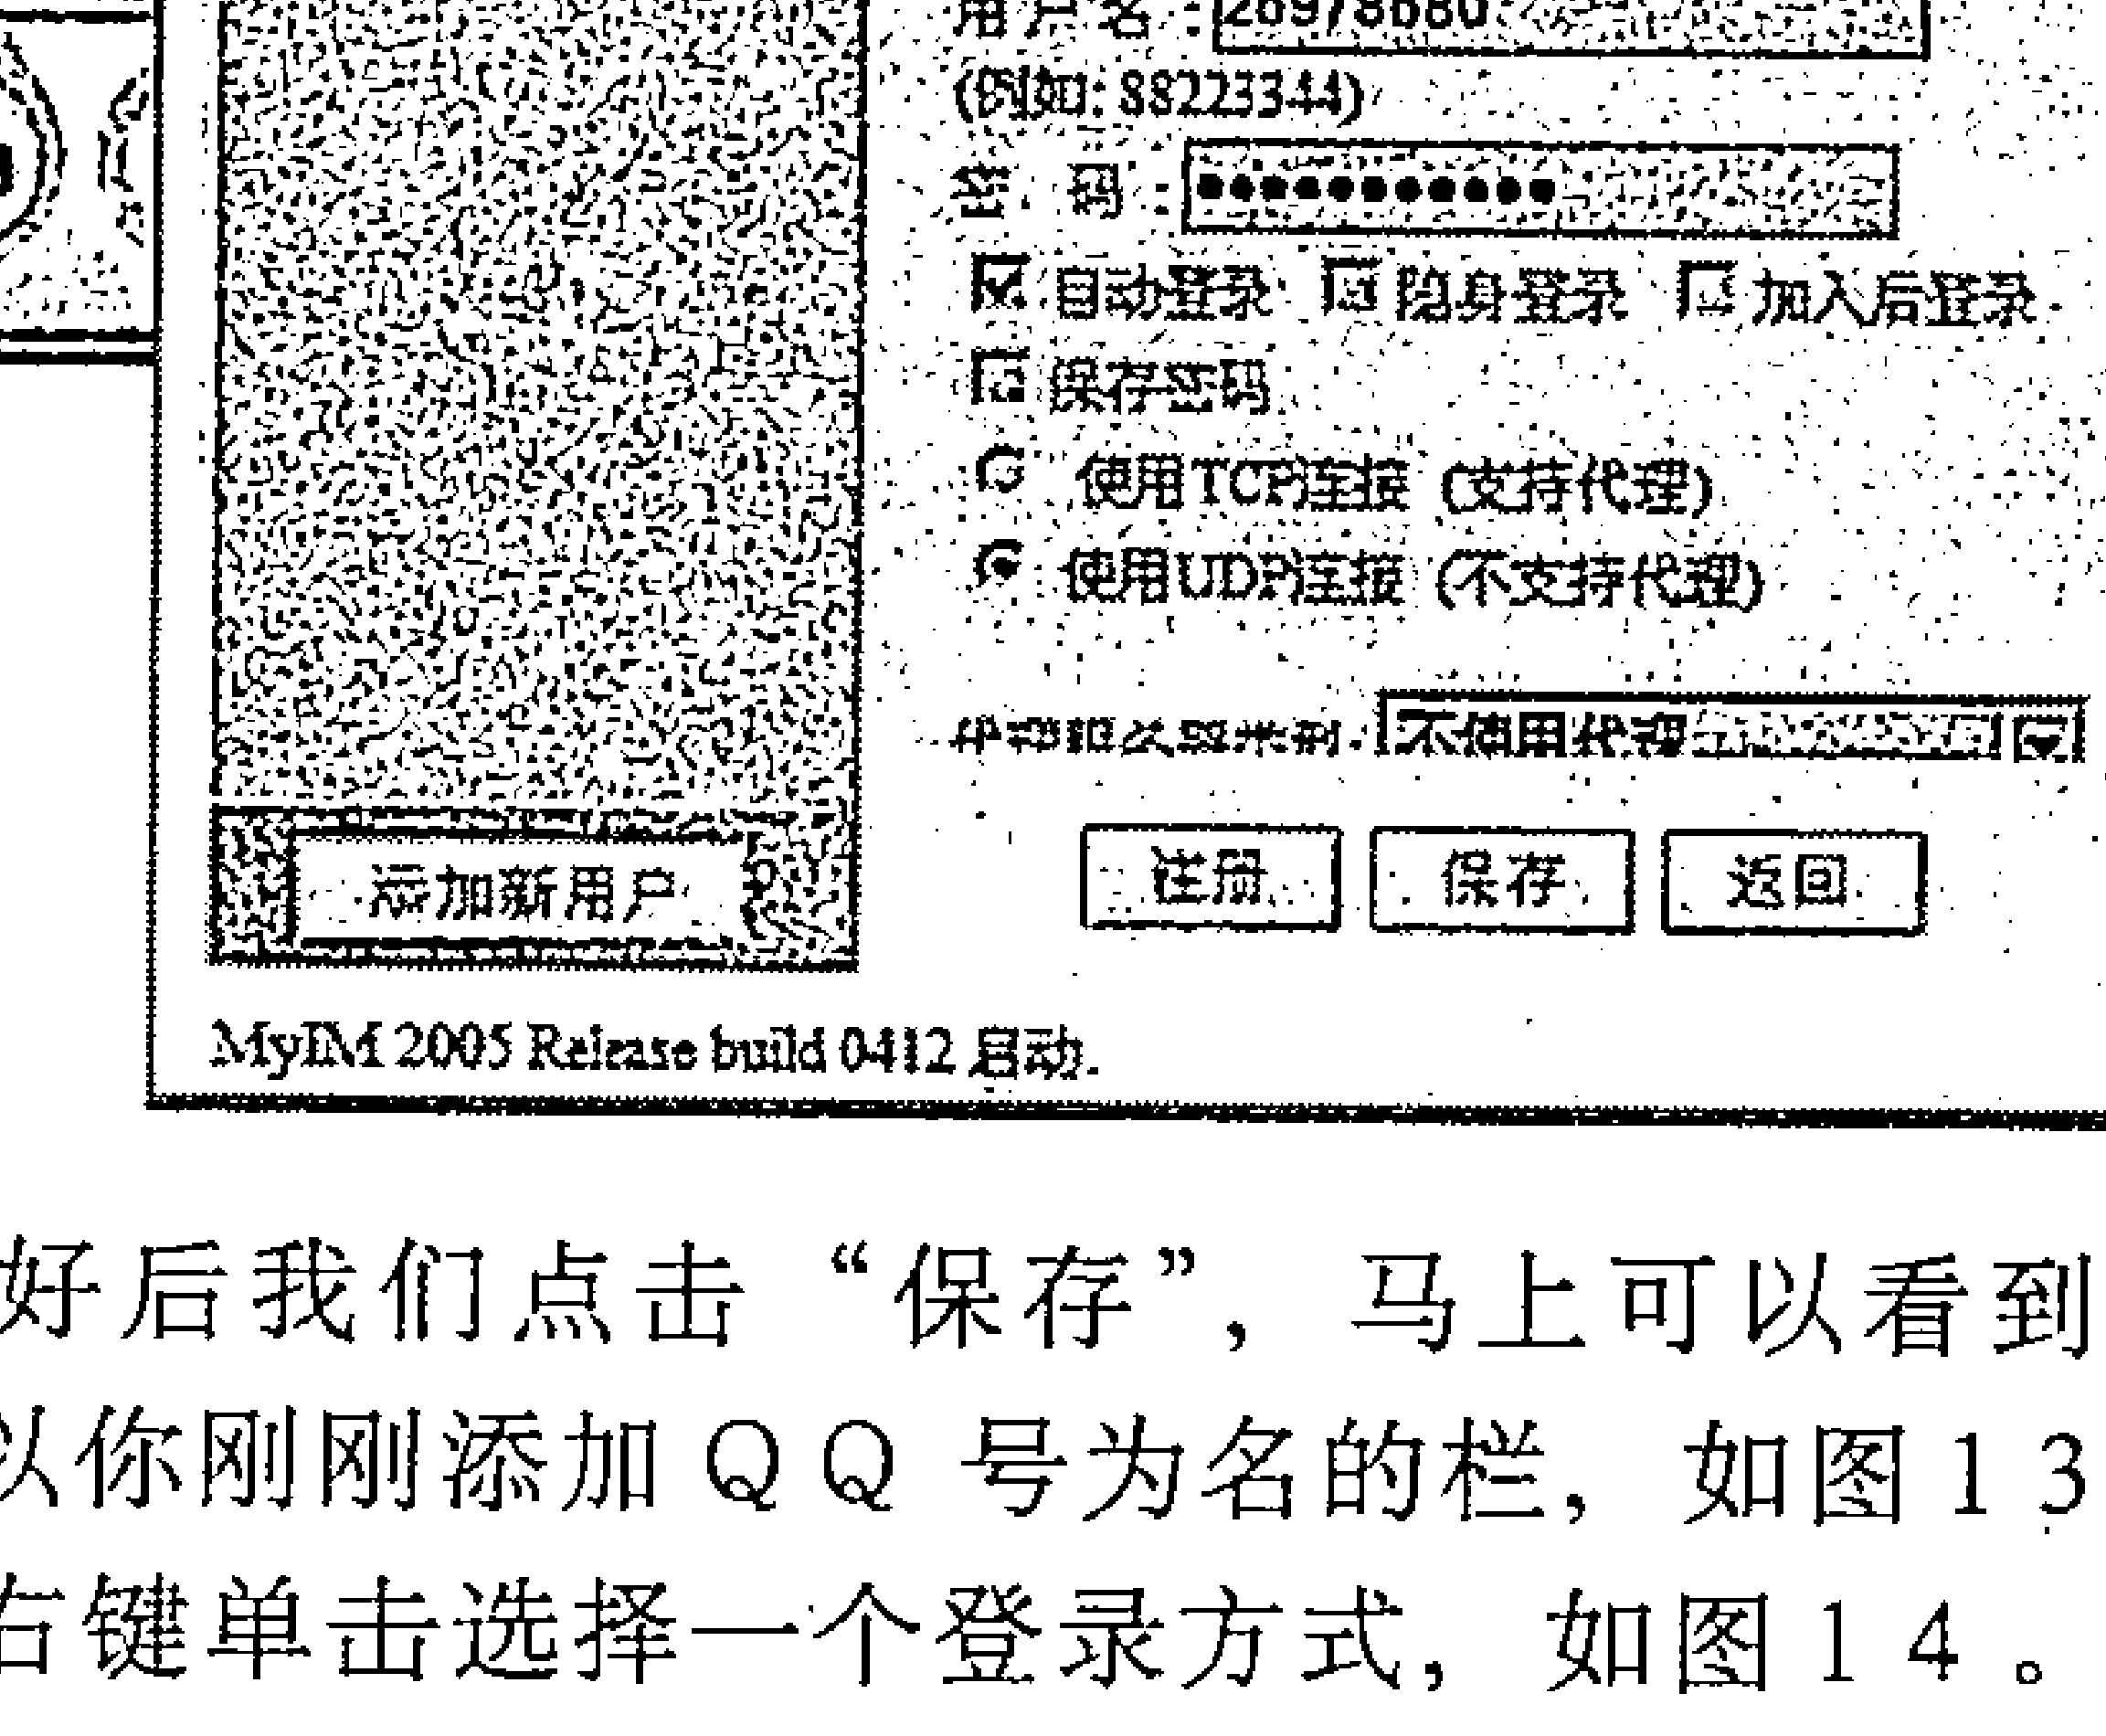 用户名:
(例如: 88223344)
密 码:
自动登录 隐身登录 加入后登录
保存密码
使用TCP连接 (支持代理)
使用UDP连接 (不支持代理)
不使用代理
添加新用户 注册 保存 返回
MyIM 2005 Release build 0412 启动.
好后我们点击“保存”，马上可以看到
以你刚刚添加QQ 号为名的栏，如图13
右键单击选择一个登录方式，如图14。